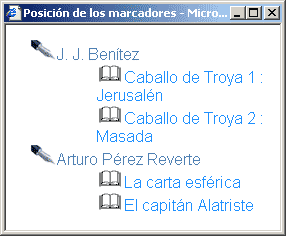 Posición de los marcadores - Micro...
J. J. Benítez
Caballo de Troya 1 :
Jerusalén
Caballo de Troya 2 :
Masada
Arturo Pérez Reverte
La carta esférica
El capitán Alatriste